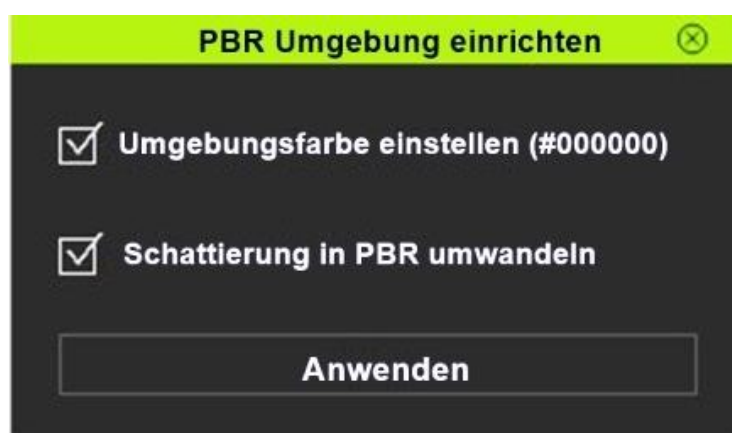 PBR Umgebung einrichten
Umgebungsfarbe einstellen (#000000)
Schattierung in PBR umwandeln
Anwenden